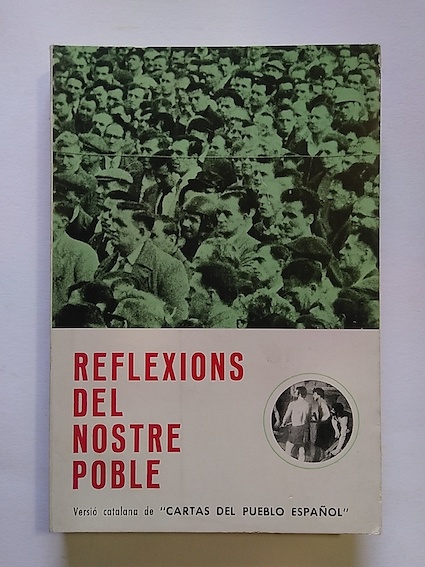 REFLEXIONS
DEL
NOSTRE
POBLE
Versió catalana de "CARTAS DEL PUEBLO ESPAÑOL"